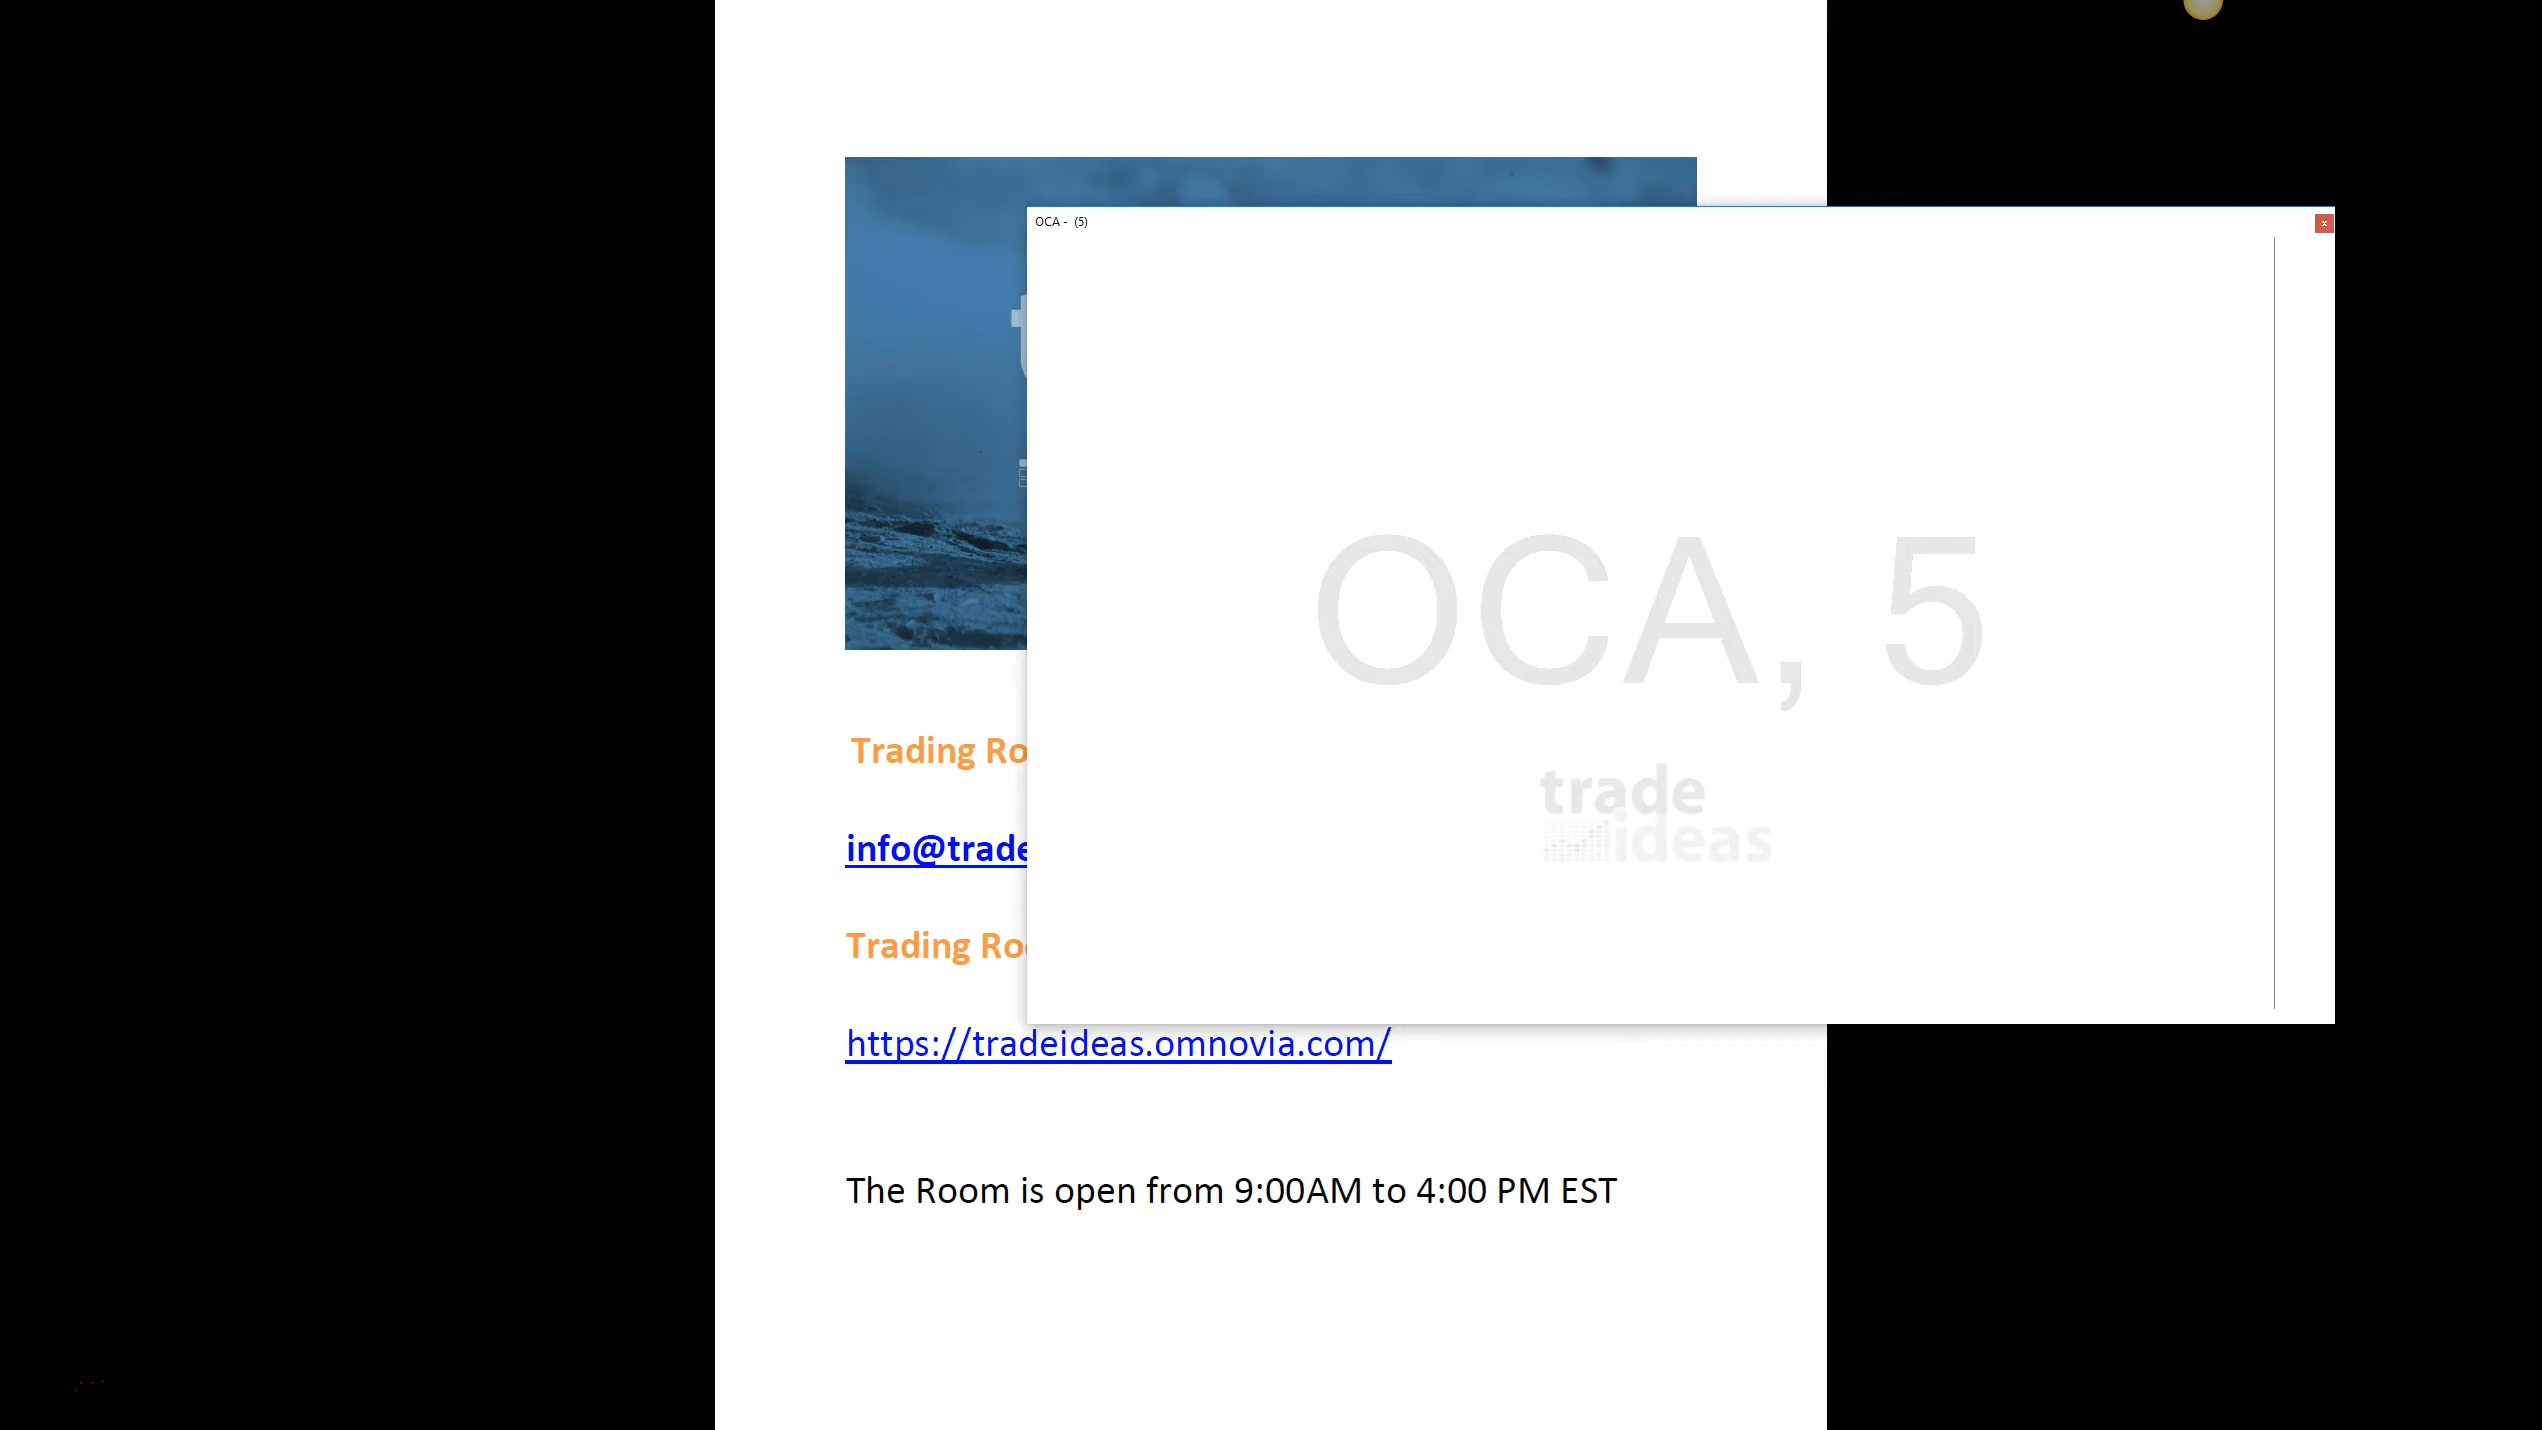 OCA - (5)
OCA, 5
trade
ideas
Trading Ro
info@trade
Trading Ro
https://tradeideas.omnovia.com/
The Room is open from 9:00AM to 4:00 PM EST